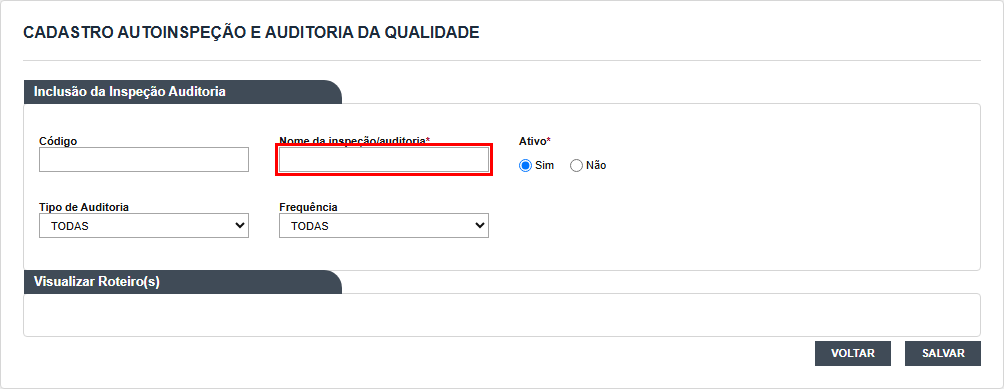 CADASTRO AUTOINSPEÇÃO E AUDITORIA DA QUALIDADE
Inclusão da Inspeção Auditoria
Código
Nome da inspeção/auditoria*
Ativo*
Sim
Não
Tipo de Auditoria
Frequência
TODAS
TODAS
Visualizar Roteiro(s)
VOLTAR
SALVAR